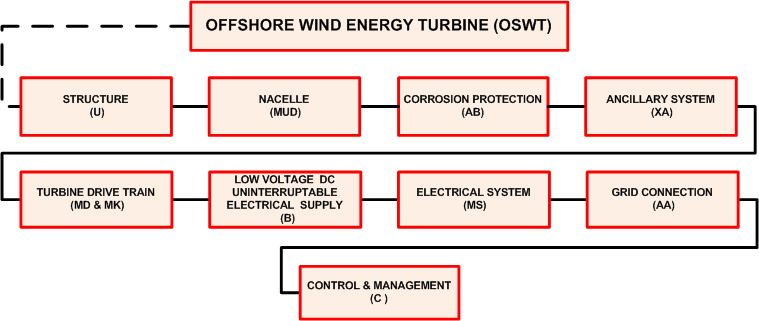 OFFSHORE WIND ENERGY TURBINE (OSWT)
STRUCTURE
(U)
NACELLE
(MUD)
CORROSION PROTECTION
(AB)
ANCILLARY SYSTEM
(XA)
TURBINE DRIVE TRAIN
(MD & MK)
LOW VOLTAGE DC
UNINTERRUPTABLE
ELECTRICAL SUPPLY
(B)
ELECTRICAL SYSTEM
(MS)
GRID CONNECTION
(AA)
CONTROL & MANAGEMENT
(C )